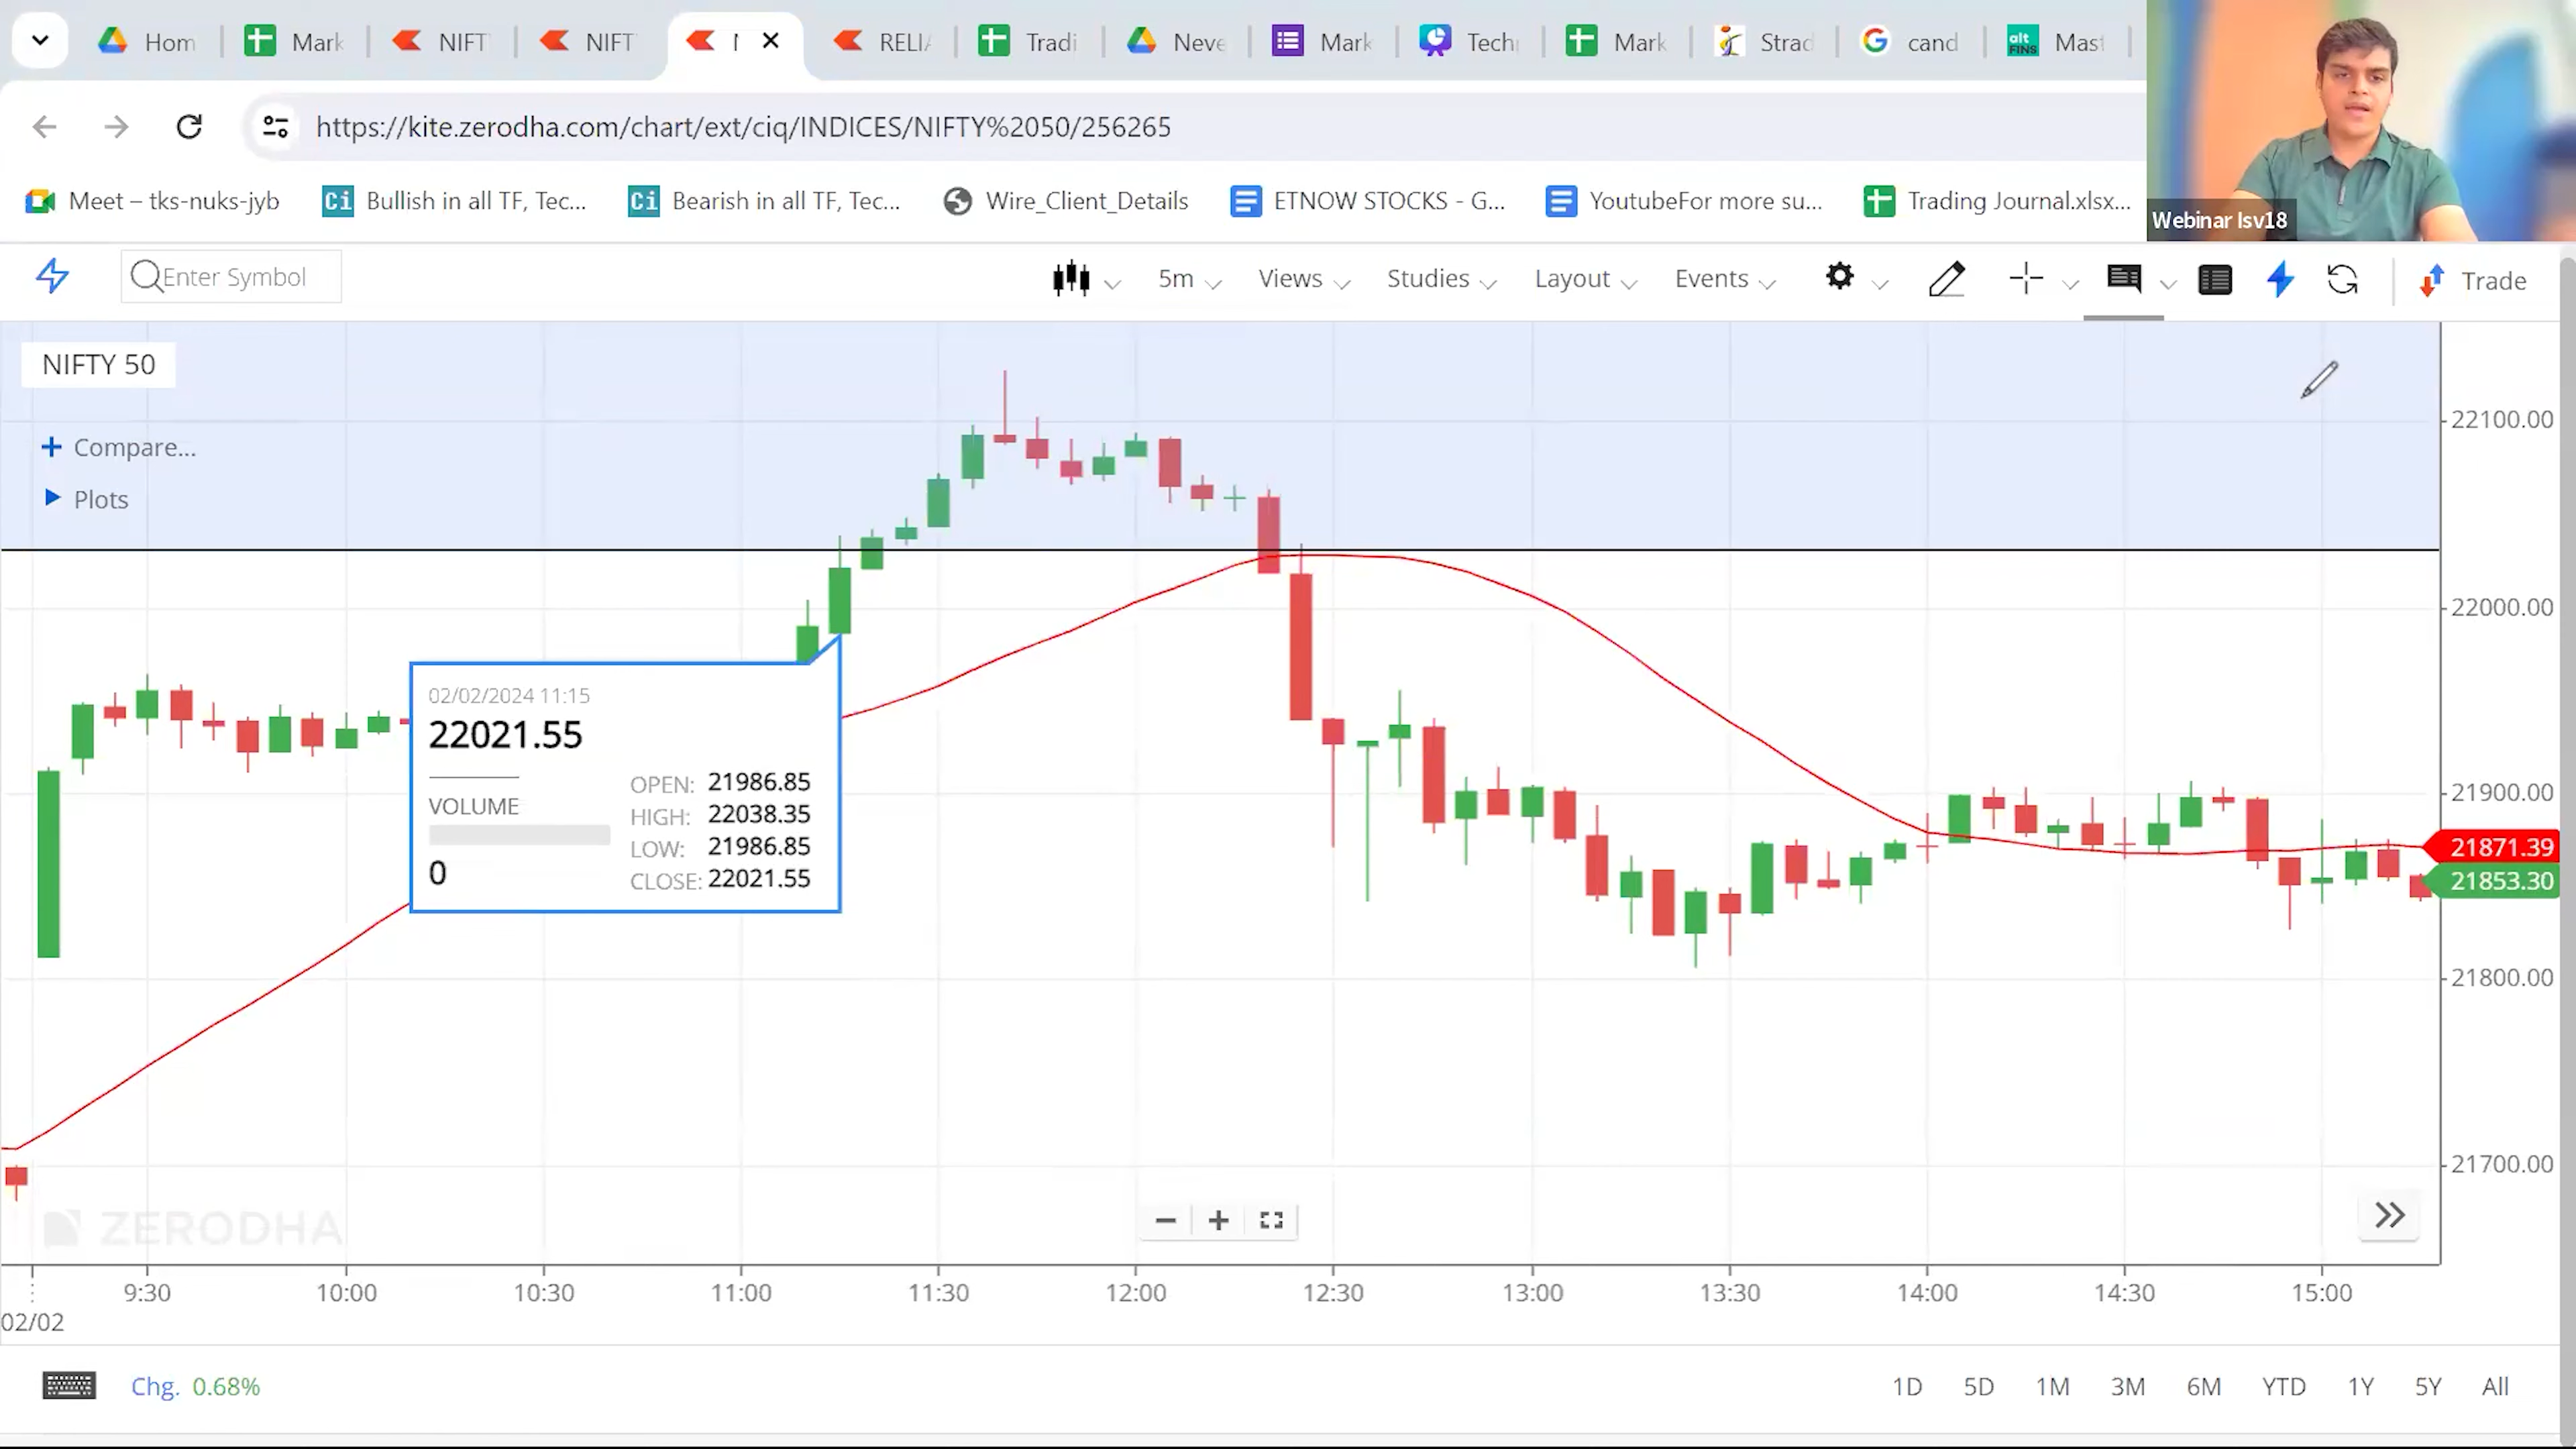 Hom
Mark
NIFT
NIFT
RELIA
Tradi
Neve
Mark
Tech
Mark
Strad
cand
alt FINS
Mast
https://kite.zerodha.com/chart/ext/ciq/INDICES/NIFTY%2050/256265
Meet – tks-nuks-jyb
Ci Bullish in all TF, Tec...
Ci Bearish in all TF, Tec...
Wire_Client_Details
ETNOW STOCKS - G...
YoutubeFor more su...
Trading Journal.xlsx...
Webinar lsv18
Enter Symbol
5m
Views
Studies
Layout
Events
Trade
NIFTY 50
+ Compare...
Plots
02/02/2024 11:15
22021.55
VOLUME
0
OPEN: 21986.85
HIGH: 22038.35
LOW: 21986.85
CLOSE: 22021.55
22100.00
22000.00
21900.00
21871.39
21853.30
21800.00
21700.00
ZERODHA
9:30 10:00 10:30 11:00 11:30 12:00 12:30 13:00 13:30 14:00 14:30 15:00
02/02
Chg. 0.68%
1D 5D 1M 3M 6M YTD 1Y 5Y All